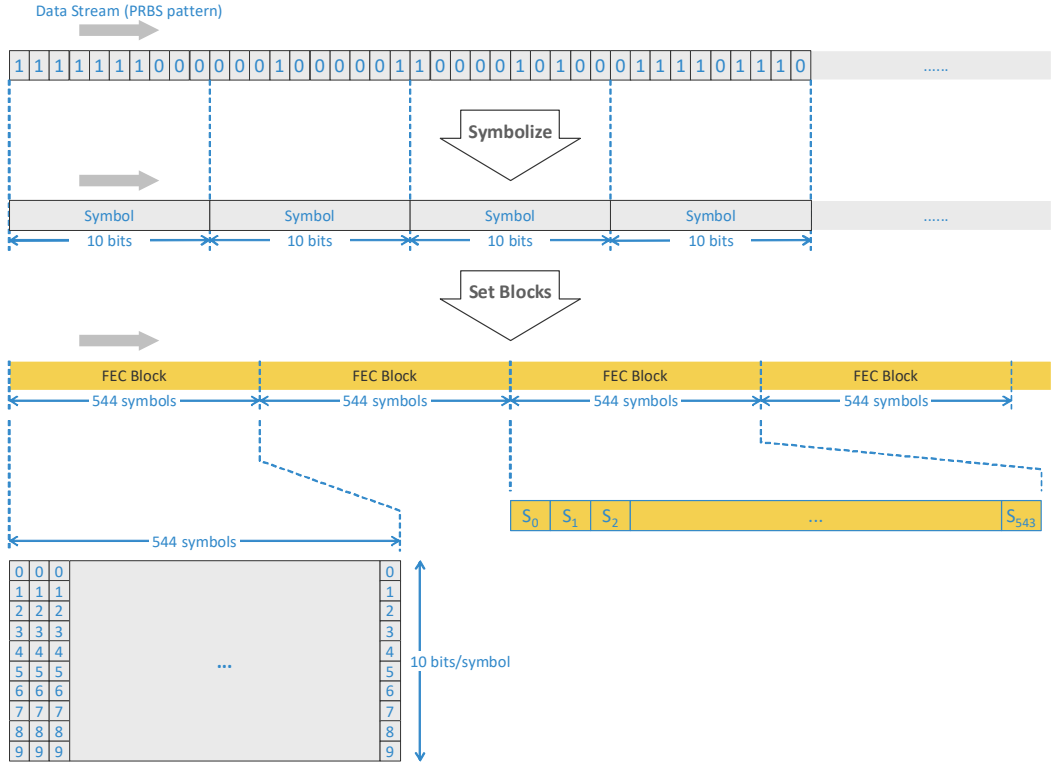 Data Stream (PRBS pattern)
1 1 1 1 1 1 1 0 0 0 0 0 0 1 0 0 0 0 0 1 1 0 0 0 0 1 0 1 0 0 0 1 1 1 1 0 1 1 1 0 ......
Symbolize
Symbol Symbol Symbol Symbol ......
10 bits 10 bits 10 bits 10 bits
Set Blocks
FEC Block FEC Block FEC Block FEC Block
544 symbols 544 symbols 544 symbols 544 symbols
S0 S1 S2 ... S543
544 symbols
0 0 0 0
1 1 1 1
2 2 2 2
3 3 3 3
4 4 4 4
... 10 bits/symbol
5 5 5 5
6 6 6 6
7 7 7 7
8 8 8 8
9 9 9 9